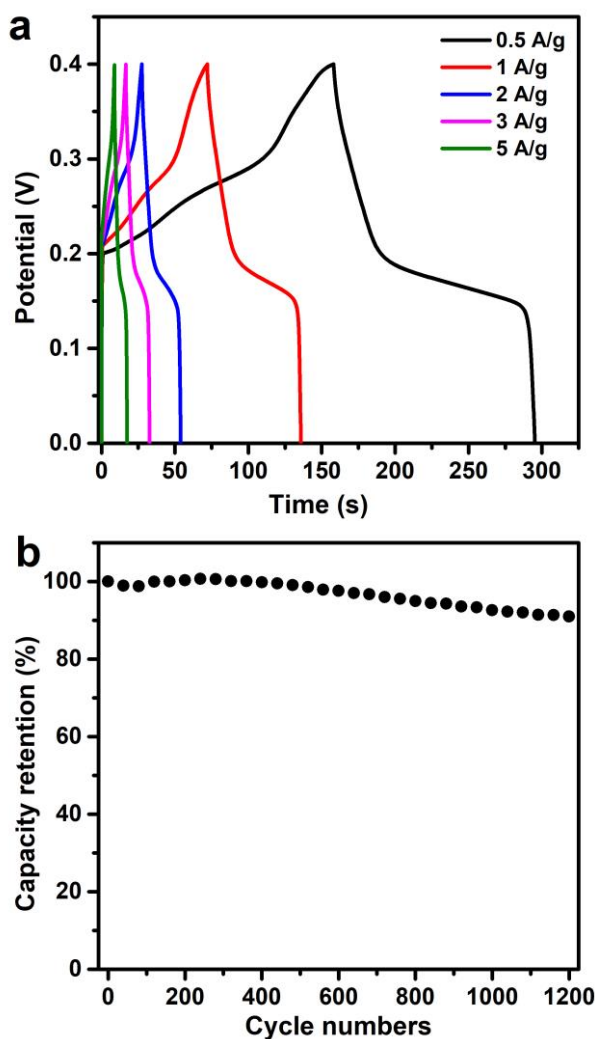 a
0.5 A/g
1 A/g
2 A/g
3 A/g
5 A/g
0.4
0.3
0.2
0.1
0.0
Potential (V)
0 50 100 150 200 250 300
Time (s)
b
100
80
60
40
20
0
Capacity retention (%)
0 200 400 600 800 1000 1200
Cycle numbers